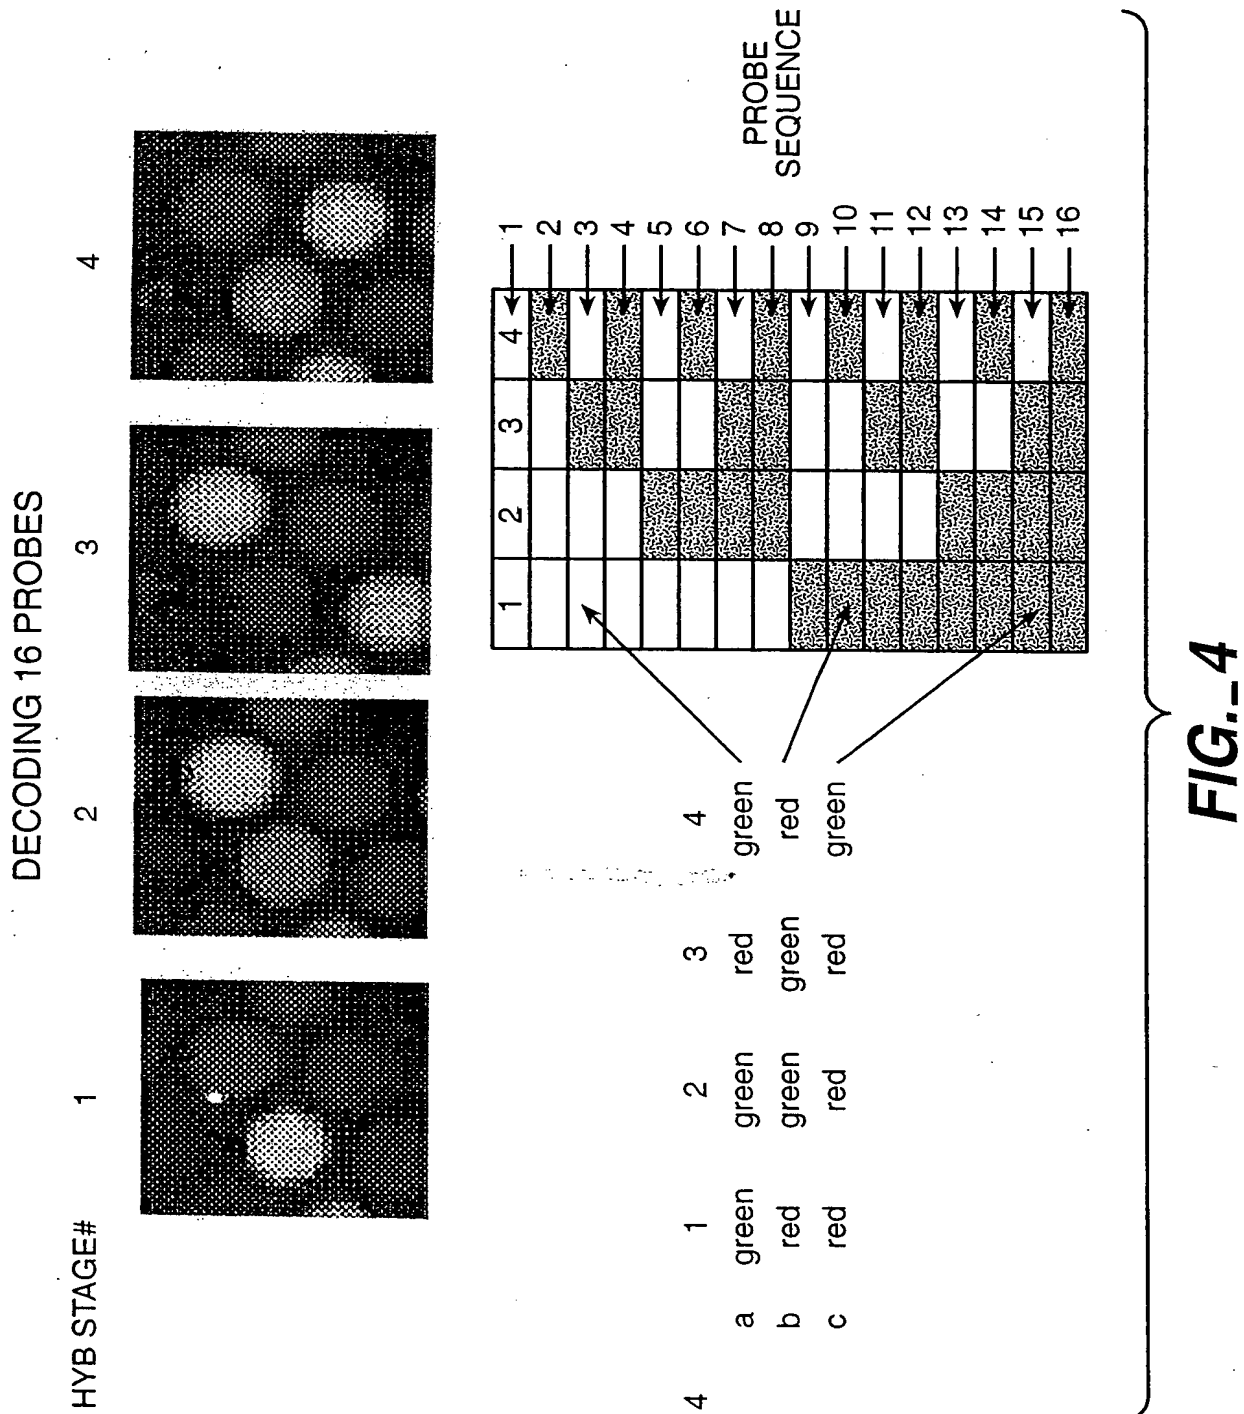 DECODING 16 PROBES
HYB STAGE# 1 2 3 4
4
1 2 3 4
a green green red green
b red green green red
c red red red green
1 2 3 4
1
2
3
4
5
6
7
8
9
10
11
12
13
14
15
16
PROBE
SEQUENCE
FIG._4